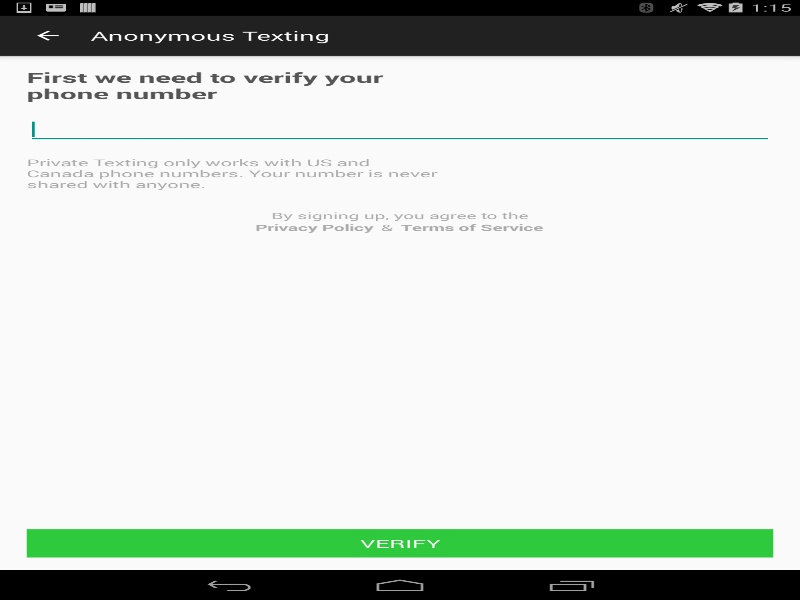 1:15
Anonymous Texting
First we need to verify your
phone number
Private Texting only works with US and
Canada phone numbers. Your number is never
shared with anyone.
By signing up, you agree to the
Privacy Policy & Terms of Service
VERIFY